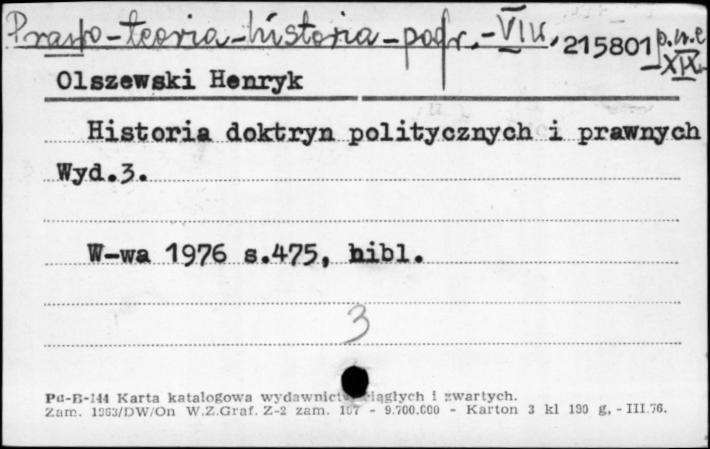 Prawo-teoria-historia-podr.-VIw. 215801 p.n.e
-XIX
Olszewski Henryk
Historia doktryn politycznych i prawnych
Wyd.3.
W-wa 1976 s.475, bibl.
3
Pu-B-144 Karta katalogowa wydawnictw ciągłych i zwartych.
Zam. 1963/DW/On W.Z.Graf. Z-2 zam. 107 - 9.700.000 - Karton 3 kl 190 g, - III.76.